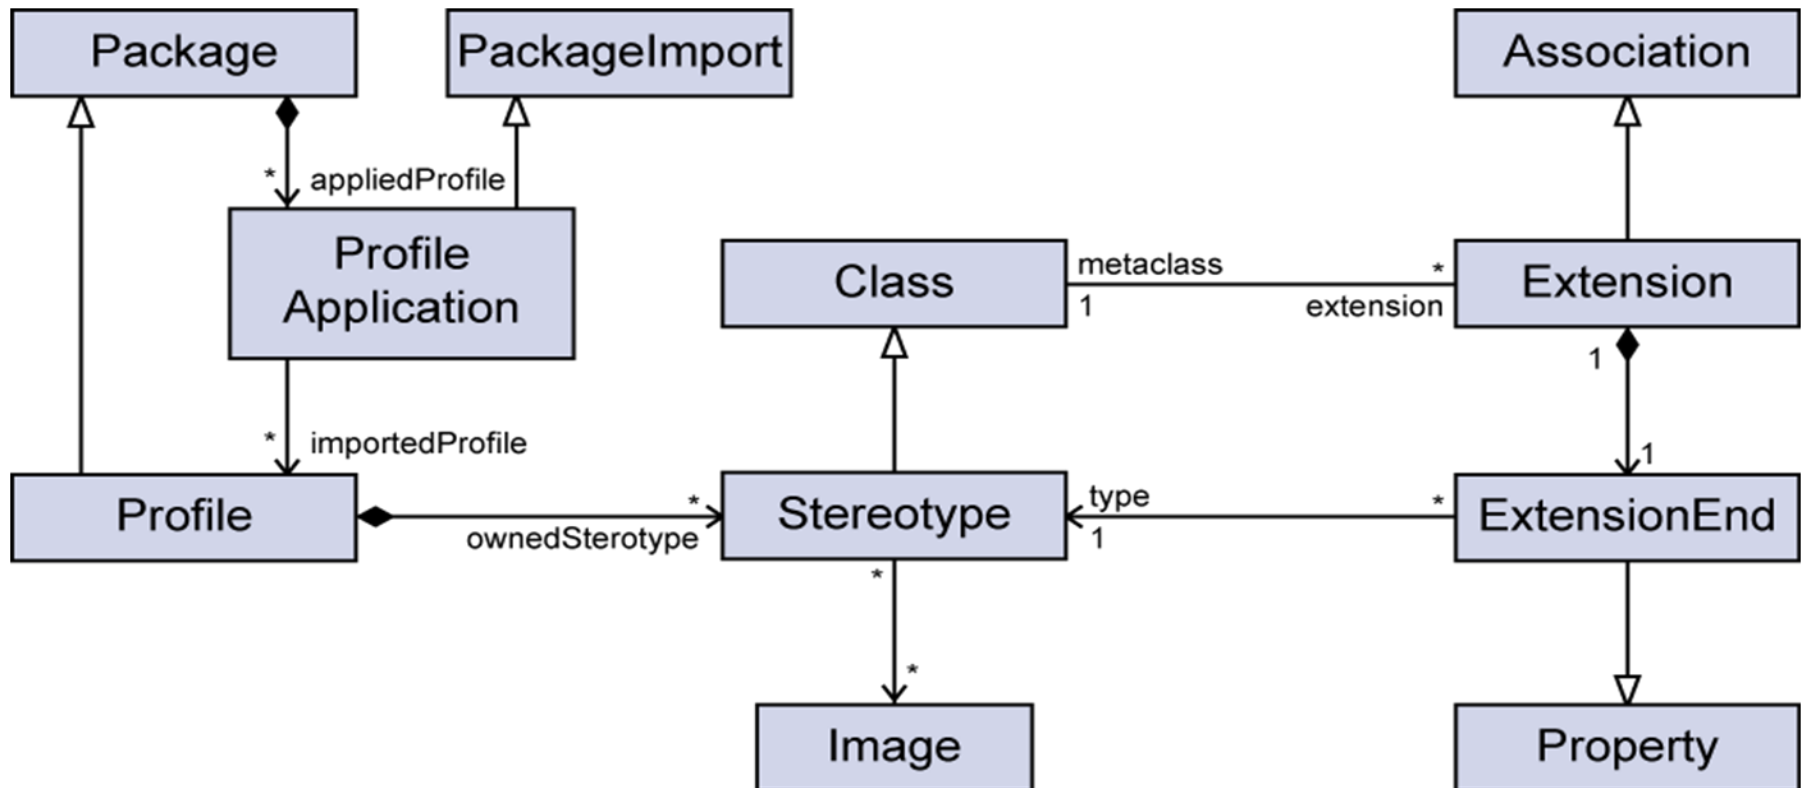 Package
PackageImport
Association
* appliedProfile
Profile
Application
Class
metaclass
1
*
extension
Extension
1
* importedProfile
1
Profile
*
ownedSterotype
Stereotype
type
1
*
ExtensionEnd
*
*
Image
Property